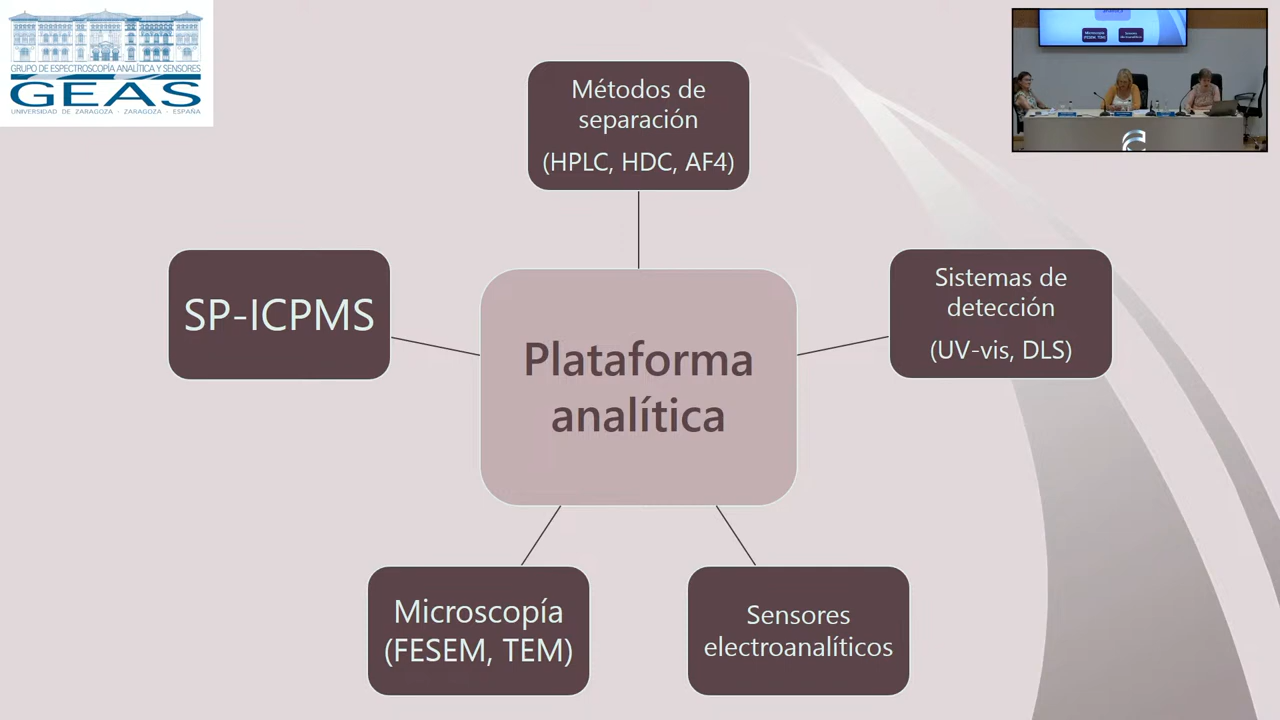 GRUPO DE ESPECTROSCOPÍA ANALÍTICA Y SENSORES
GEAS
UNIVERSIDAD DE ZARAGOZA - ZARAGOZA - ESPAÑA
Métodos de
separación
(HPLC, HDC, AF4)
SP-ICPMS
Sistemas de
detección
(UV-vis, DLS)
Plataforma
analítica
Microscopía
(FESEM, TEM)
Sensores
electroanalíticos